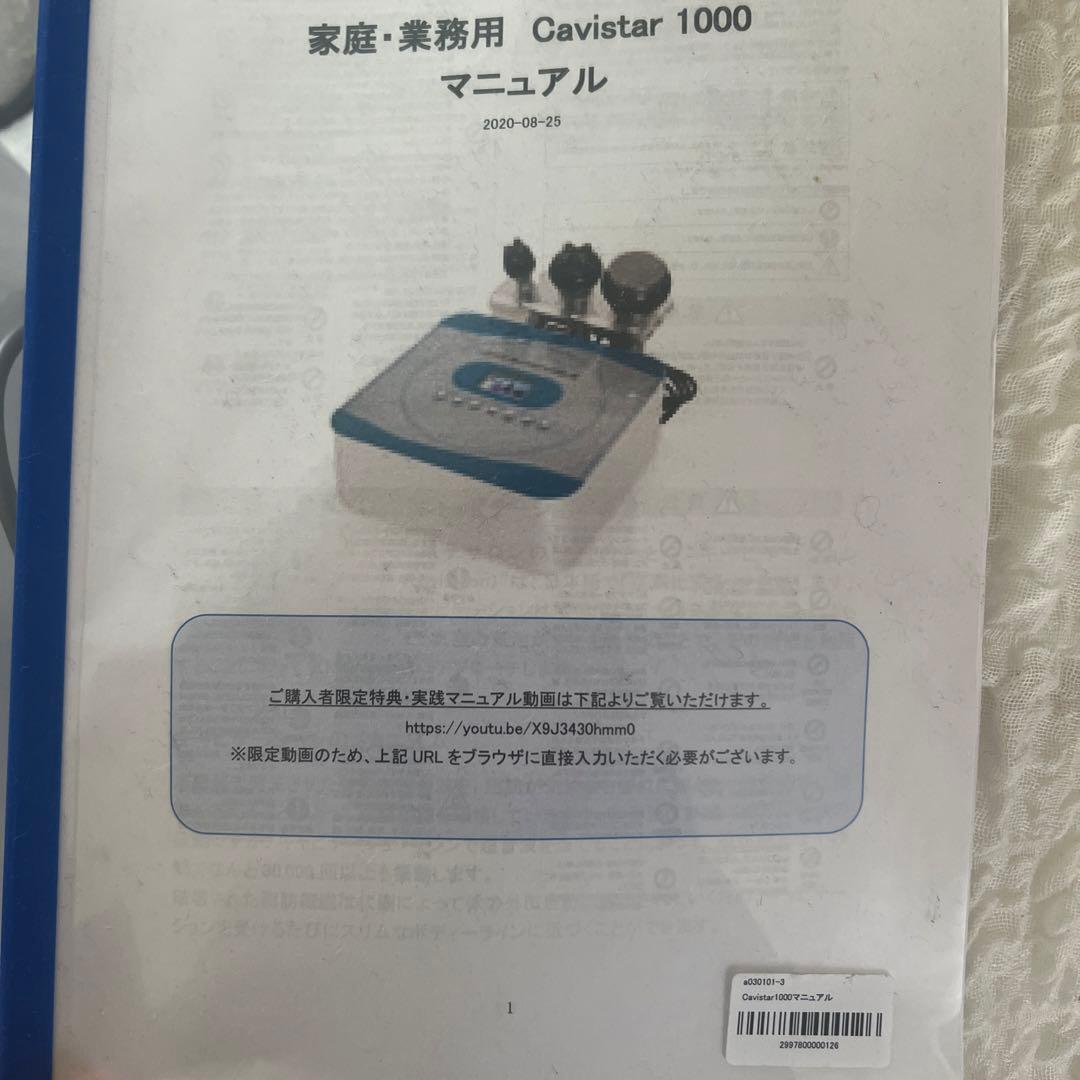 家庭・業務用 Cavistar 1000
マニュアル
2020-08-25
ご購入者限定特典・実践マニュアル動画は下記よりご覧いただけます。
https://youtu.be/X9J3430hmm0
※限定動画のため、上記 URL をブラウザに直接入力いただく必要がございます。
1
a030101-3
Cavistar1000マニュアル
2997800000126